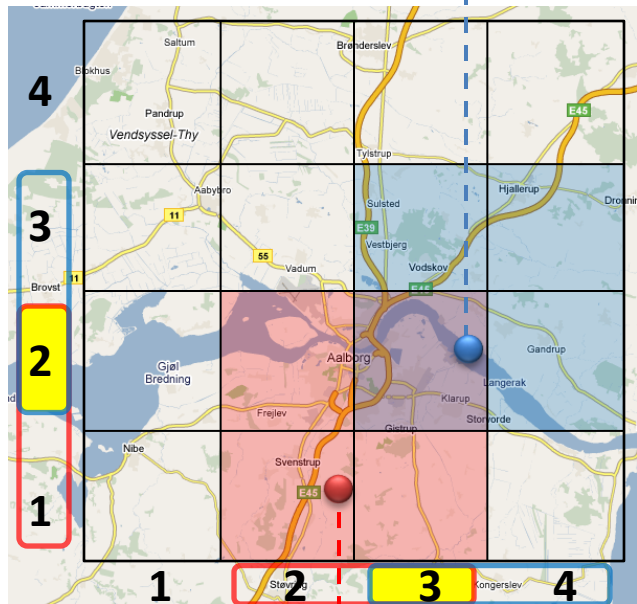 Saltum
Brønderslev
Blokhus
4
E45
Pandrup
Vendsyssel-Thy
Tylstrup
Hjallerup
Aabybro
Dronnin
3
11
Sulsted
E39
Vestbjerg
55
Vadum
Vodskov
11
Brovst
E45
2
Aalborg
Gandrup
Gjøl
Bredning
Langerak
Klarup
Frejlev
Storvorde
Gistrup
Nibe
Svenstrup
E45
1
Støvring
Kongerslev
1
2
3
4